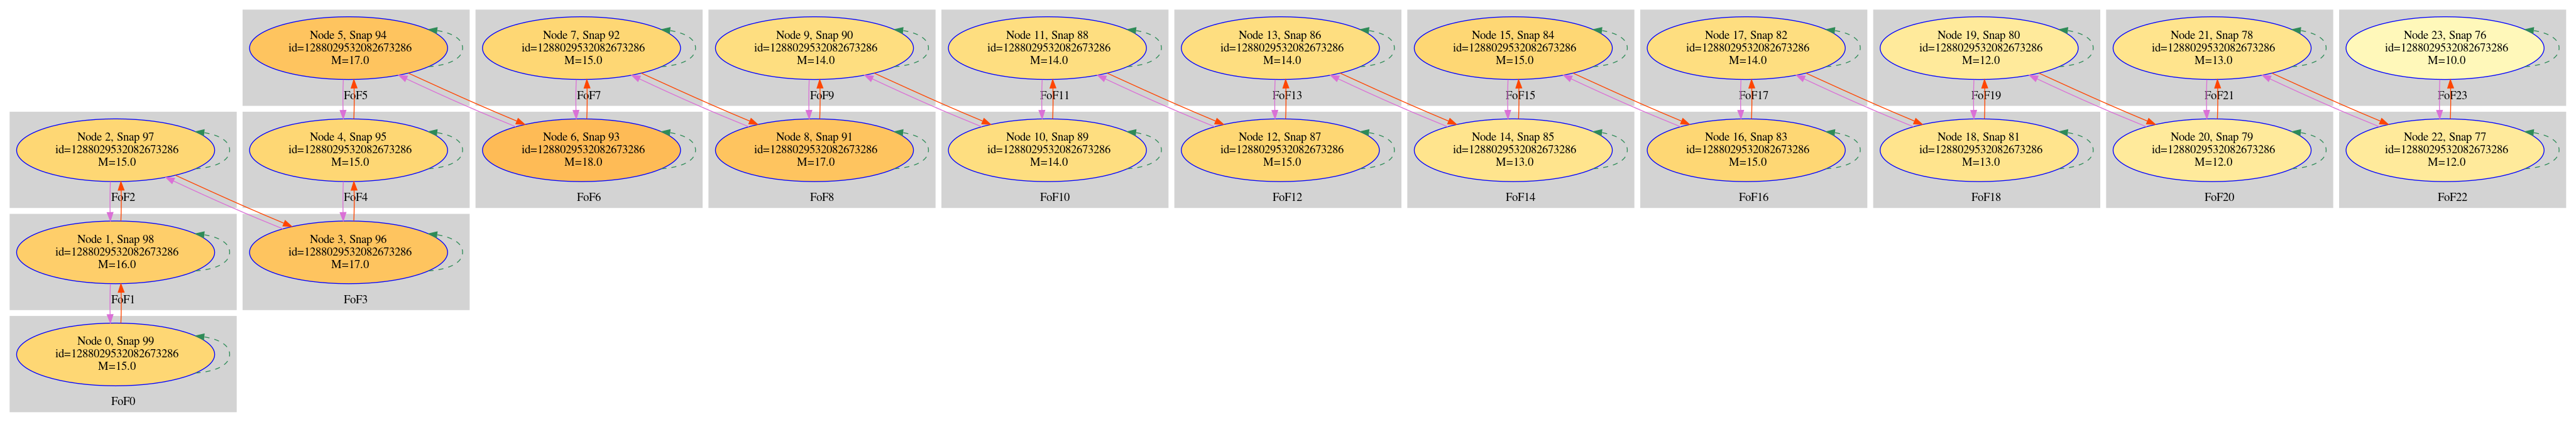 Node 5, Snap 94
id=1288029532082673286
M=17.0
FoF5
Node 7, Snap 92
id=1288029532082673286
M=15.0
FoF7
Node 9, Snap 90
id=1288029532082673286
M=14.0
FoF9
Node 11, Snap 88
id=1288029532082673286
M=14.0
FoF11
Node 13, Snap 86
id=1288029532082673286
M=14.0
FoF13
Node 15, Snap 84
id=1288029532082673286
M=15.0
FoF15
Node 17, Snap 82
id=1288029532082673286
M=14.0
FoF17
Node 19, Snap 80
id=1288029532082673286
M=12.0
FoF19
Node 21, Snap 78
id=1288029532082673286
M=13.0
FoF21
Node 23, Snap 76
id=1288029532082673286
M=10.0
FoF23
Node 2, Snap 97
id=1288029532082673286
M=15.0
FoF2
Node 4, Snap 95
id=1288029532082673286
M=15.0
FoF4
Node 6, Snap 93
id=1288029532082673286
M=18.0
FoF6
Node 8, Snap 91
id=1288029532082673286
M=17.0
FoF8
Node 10, Snap 89
id=1288029532082673286
M=14.0
FoF10
Node 12, Snap 87
id=1288029532082673286
M=15.0
FoF12
Node 14, Snap 85
id=1288029532082673286
M=13.0
FoF14
Node 16, Snap 83
id=1288029532082673286
M=15.0
FoF16
Node 18, Snap 81
id=1288029532082673286
M=13.0
FoF18
Node 20, Snap 79
id=1288029532082673286
M=12.0
FoF20
Node 22, Snap 77
id=1288029532082673286
M=12.0
FoF22
Node 1, Snap 98
id=1288029532082673286
M=16.0
FoF1
Node 3, Snap 96
id=1288029532082673286
M=17.0
FoF3
Node 0, Snap 99
id=1288029532082673286
M=15.0
FoF0